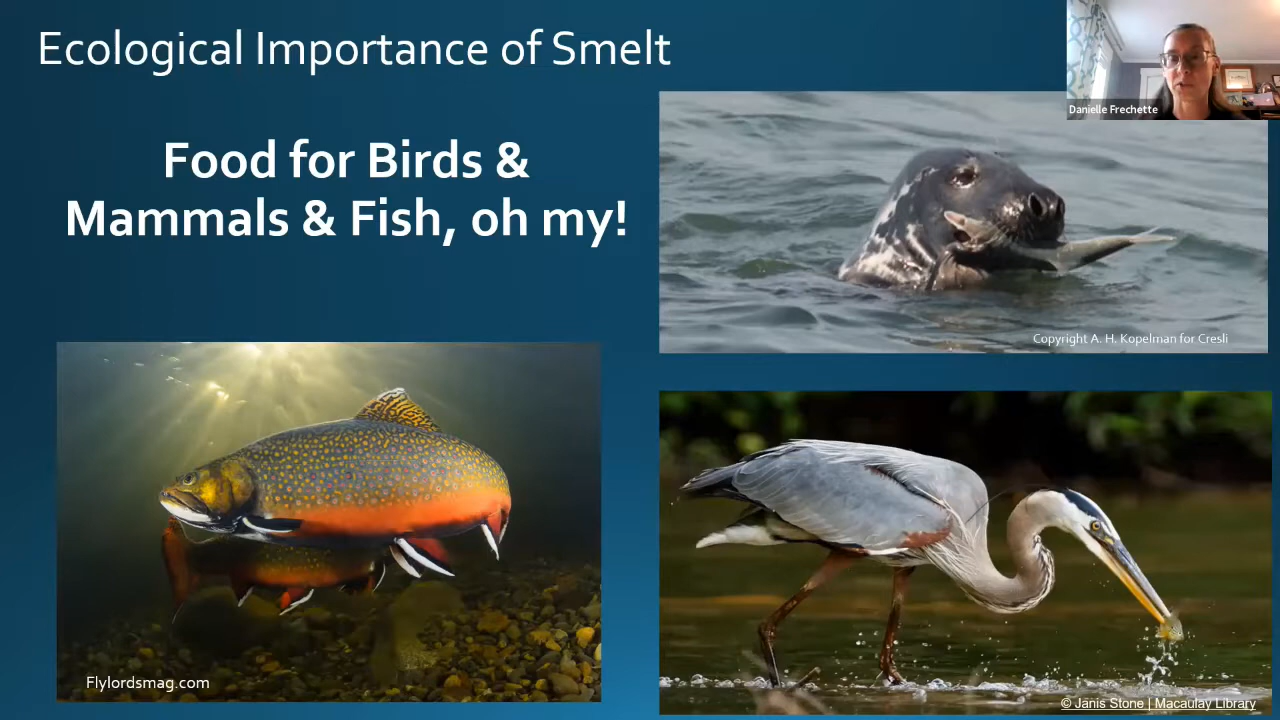 Ecological Importance of Smelt
Danielle Frechette
Food for Birds &
Mammals & Fish, oh my!
Copyright A. H. Kopelman for Cresli
Flylordsmag.com
© Janis Stone | Macaulay Library